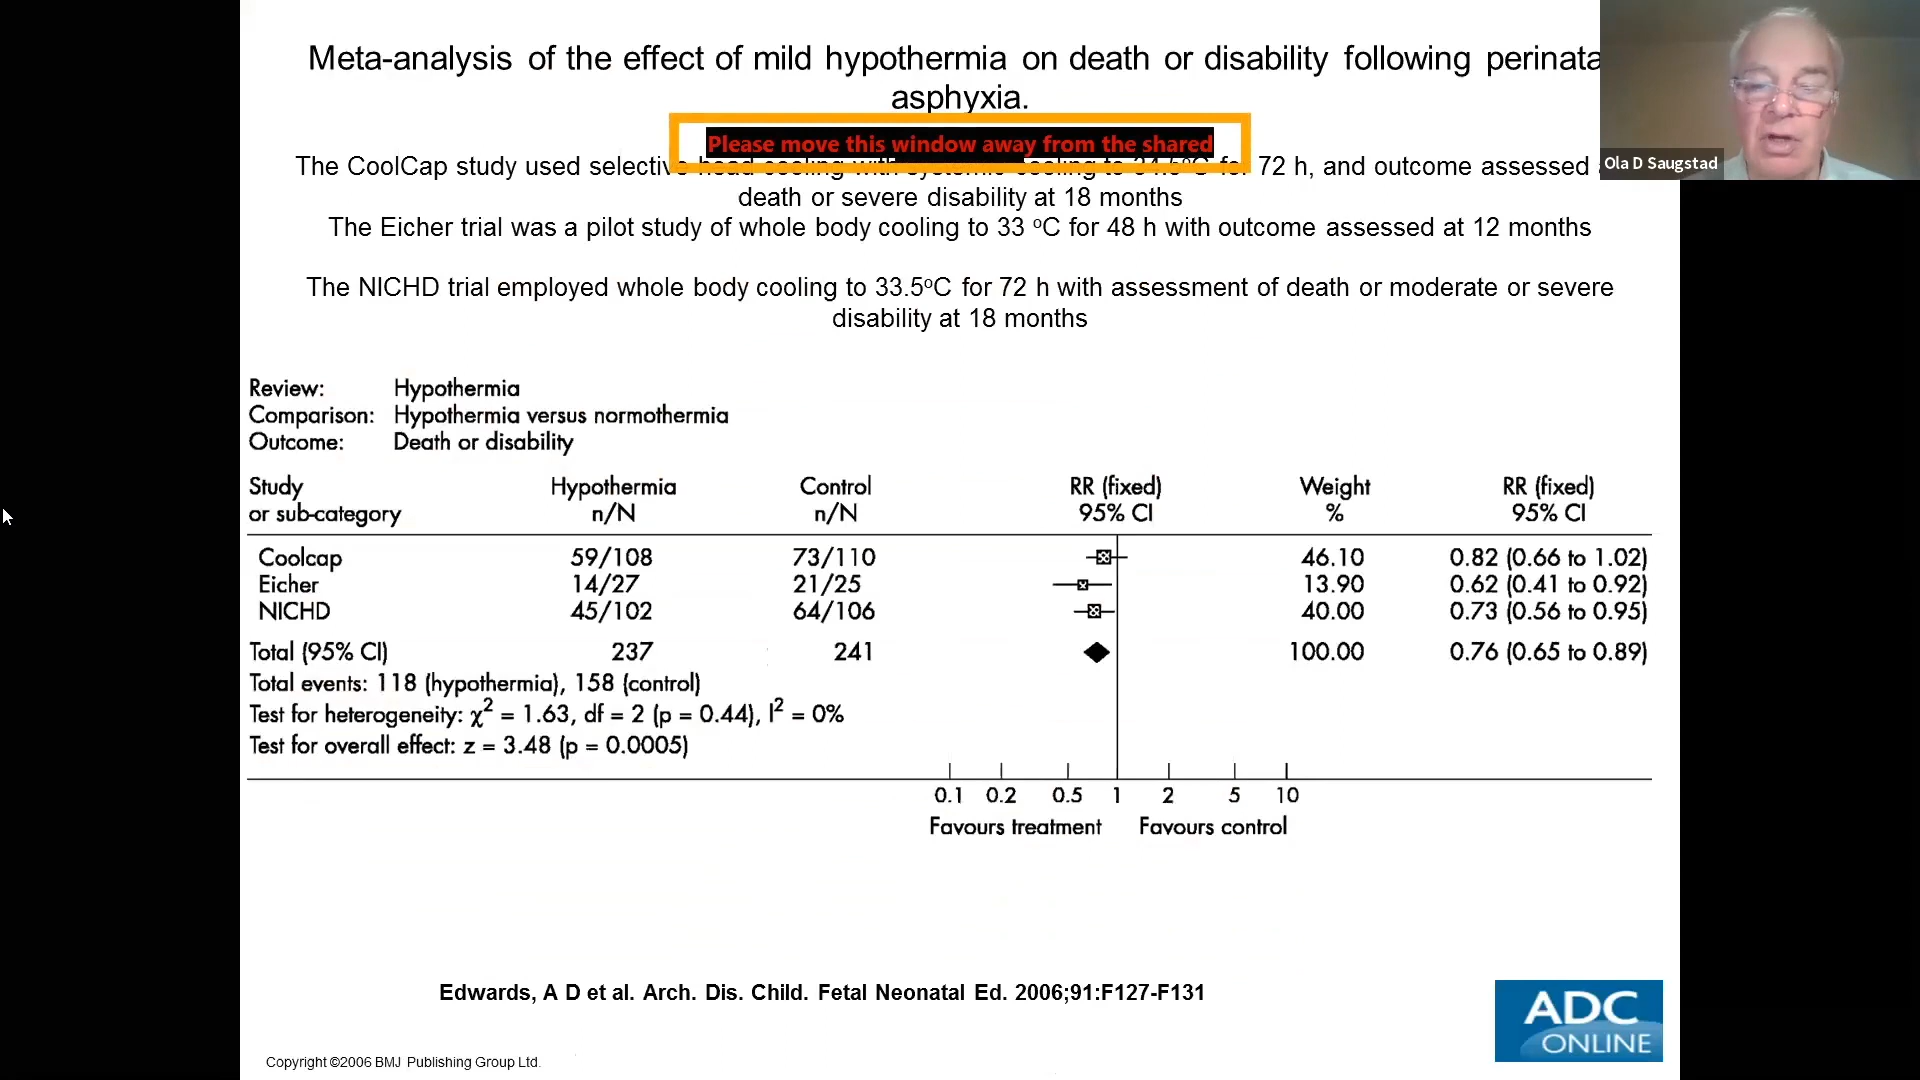 Meta-analysis of the effect of mild hypothermia on death or disability following perinata
asphyxia.
Please move this window away from the shared
The CoolCap study used selective head cooling with systemic cooling to 34.5ºC for 72 h, and outcome assessed
death or severe disability at 18 months
The Eicher trial was a pilot study of whole body cooling to 33 ºC for 48 h with outcome assessed at 12 months
The NICHD trial employed whole body cooling to 33.5ºC for 72 h with assessment of death or moderate or severe
disability at 18 months
Ola D Saugstad
Review: Hypothermia
Comparison: Hypothermia versus normothermia
Outcome: Death or disability
Study Hypothermia Control RR (fixed) Weight RR (fixed)
or sub-category n/N n/N 95% CI % 95% CI
Coolcap 59/108 73/110 46.10 0.82 (0.66 to 1.02)
Eicher 14/27 21/25 13.90 0.62 (0.41 to 0.92)
NICHD 45/102 64/106 40.00 0.73 (0.56 to 0.95)
Total (95% CI) 237 241 100.00 0.76 (0.65 to 0.89)
Total events: 118 (hypothermia), 158 (control)
Test for heterogeneity: χ² = 1.63, df = 2 (p = 0.44), I² = 0%
Test for overall effect: z = 3.48 (p = 0.0005)
0.1 0.2 0.5 1 2 5 10
Favours treatment Favours control
Edwards, A D et al. Arch. Dis. Child. Fetal Neonatal Ed. 2006;91:F127-F131
ADC
ONLINE
Copyright ©2006 BMJ Publishing Group Ltd.